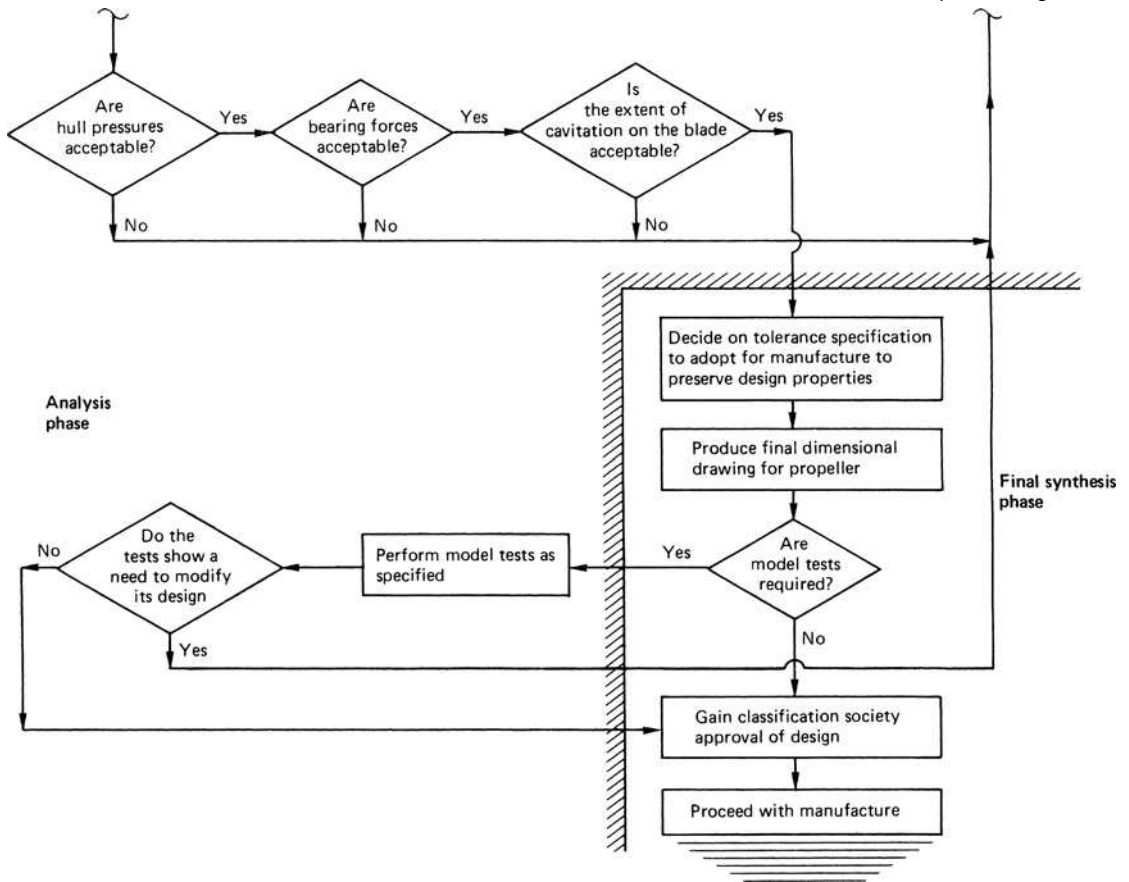 Are
hull pressures
acceptable?
Yes
Are
bearing forces
acceptable?
Yes
Is
the extent of
cavitation on the blade
acceptable?
Yes
No
No
No
Decide on tolerance specification
to adopt for manufacture to
preserve design properties
Analysis
phase
Produce final dimensional
drawing for propeller
Final synthesis
phase
No
Do the
tests show a
need to modify
its design
Perform model tests as
specified
Yes
Are
model tests
required?
Yes
No
Gain classification society
approval of design
Proceed with manufacture